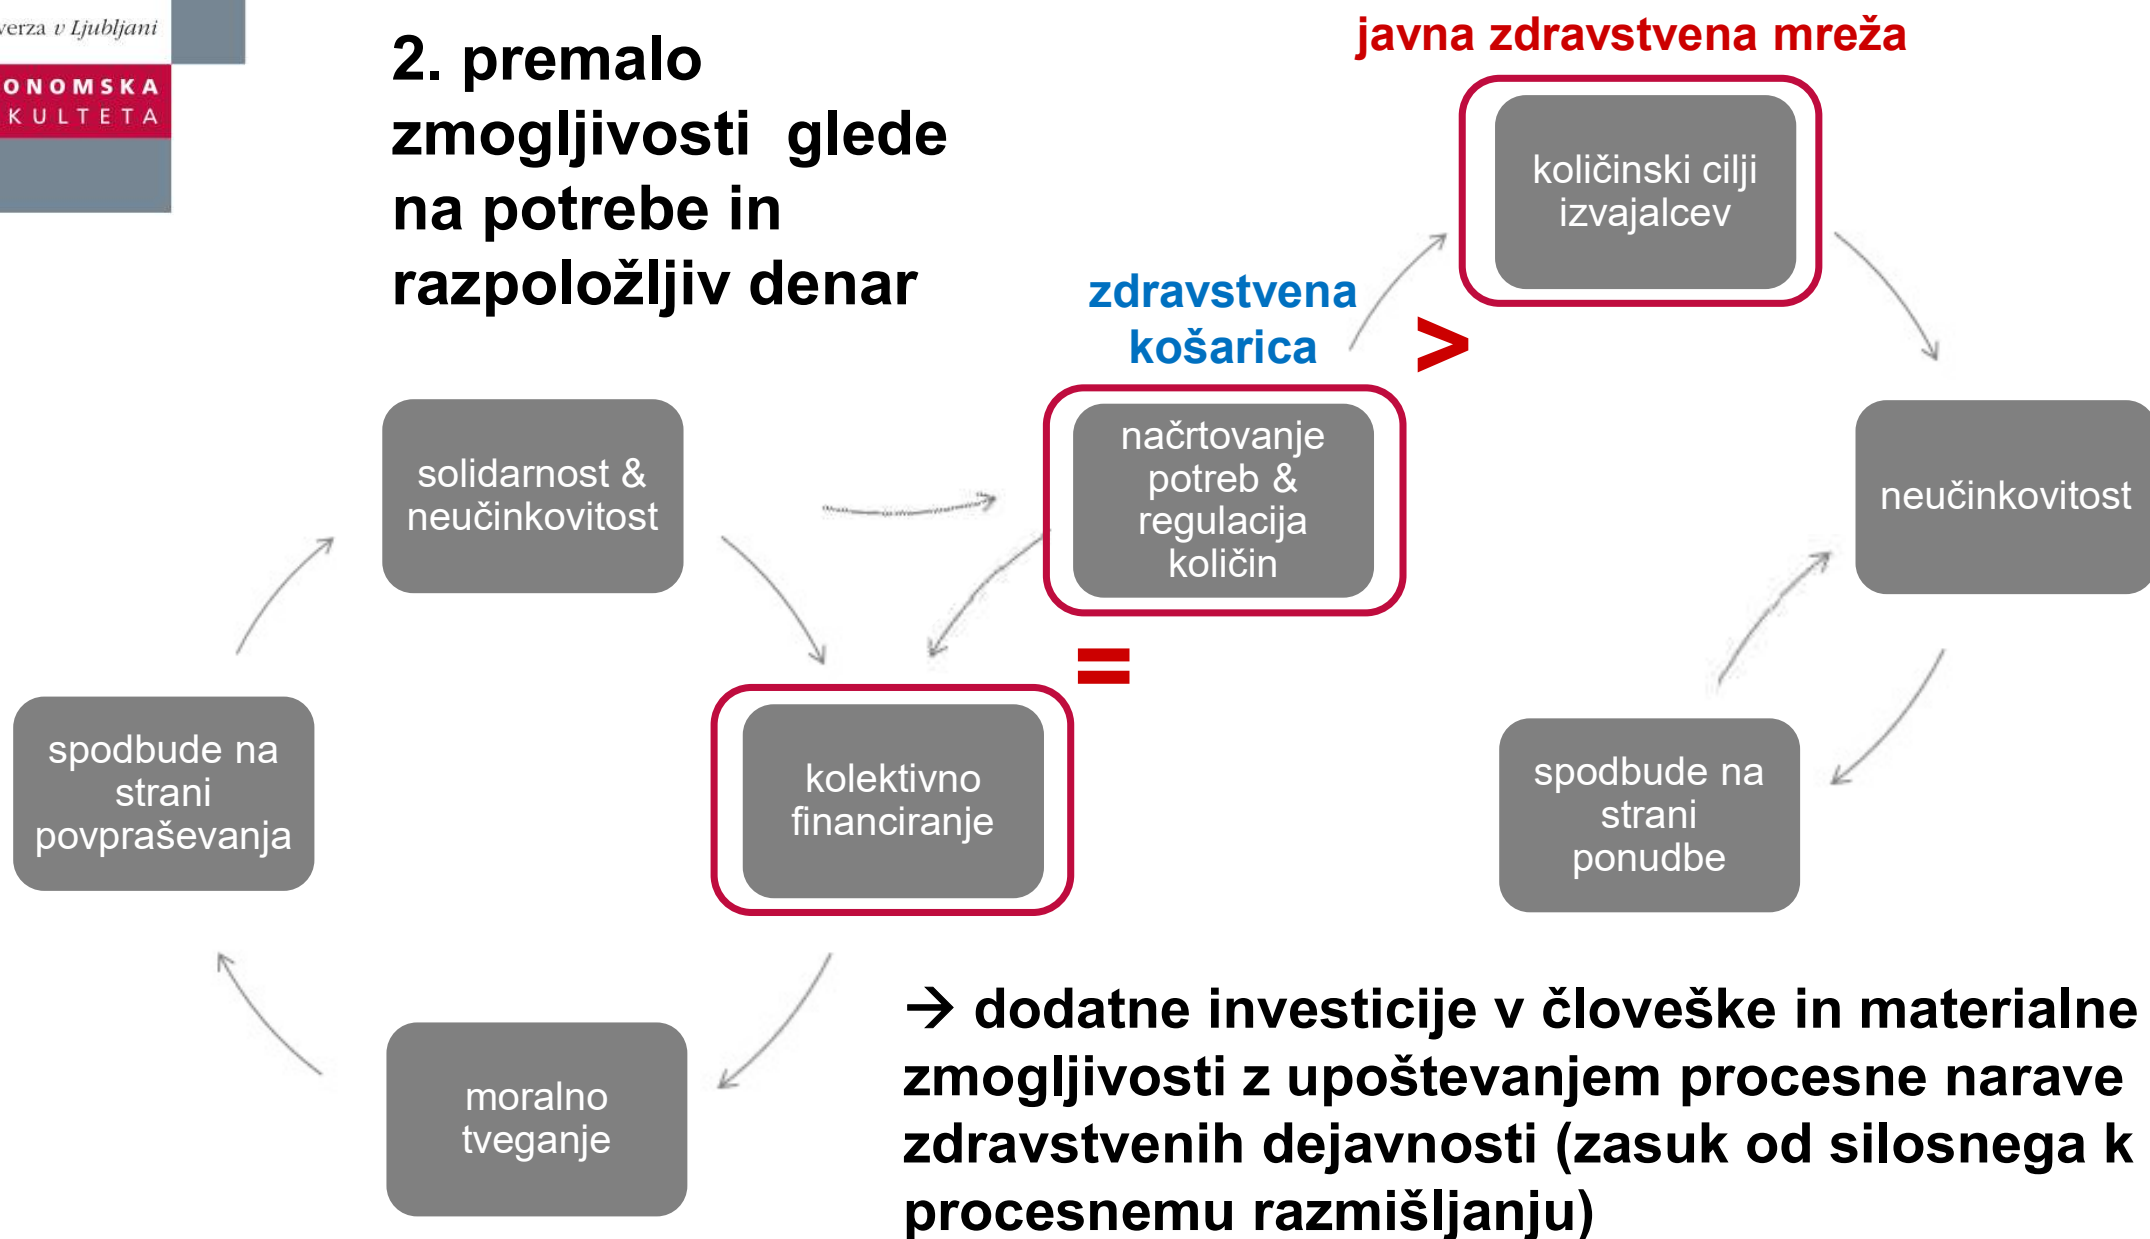 verza v Ljubljani
ONOMSKA
KULTETA
2. premalo
zmogljivosti  glede
na potrebe in
razpoložljiv denar
javna zdravstvena mreža
količinski cilji
izvajalcev
zdravstvena
košarica
>
načrtovanje
potreb &
regulacija
količin
solidarnost &
neučinkovitost
neučinkovitost
=
spodbude na
strani
povpraševanja
kolektivno
financiranje
spodbude na
strani
ponudbe
moralno
tveganje
→ dodatne investicije v človeške in materialne
zmogljivosti z upoštevanjem procesne narave
zdravstvenih dejavnosti (zasuk od silosnega k
procesnemu razmišljanju)